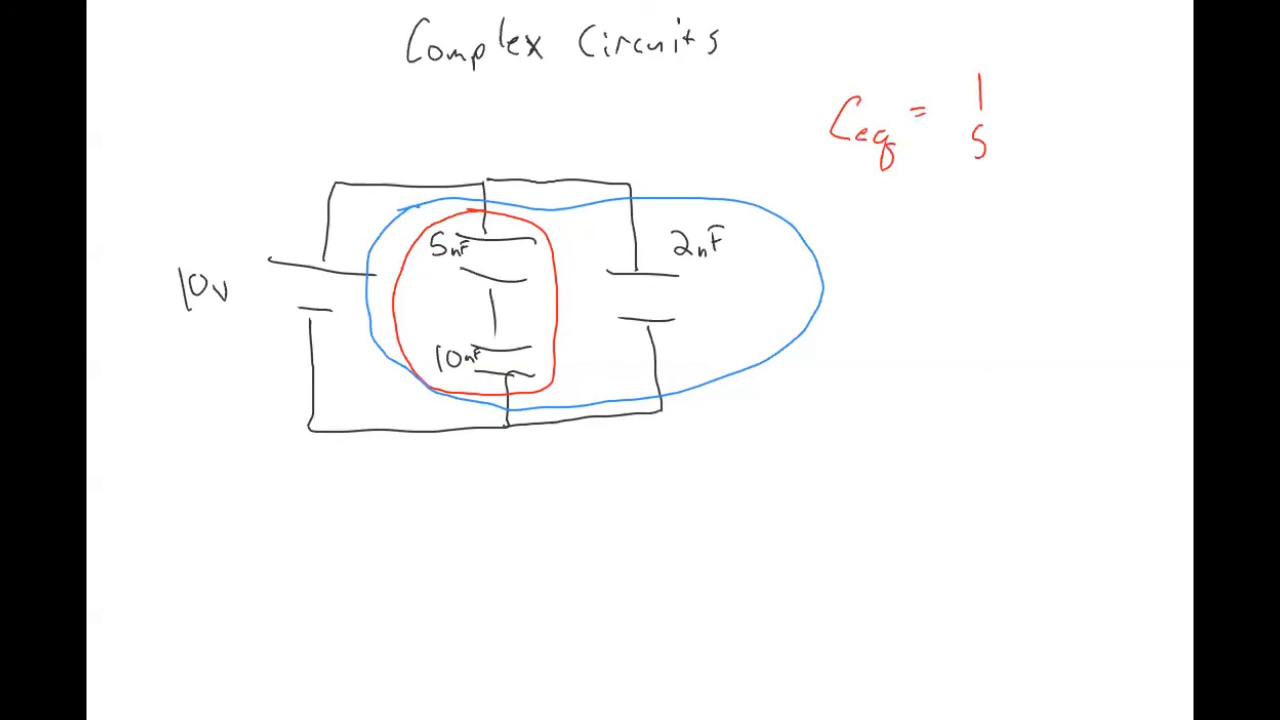 Complex Circuits
Ceq = 1
5
5nF
2nF
10v
10nF